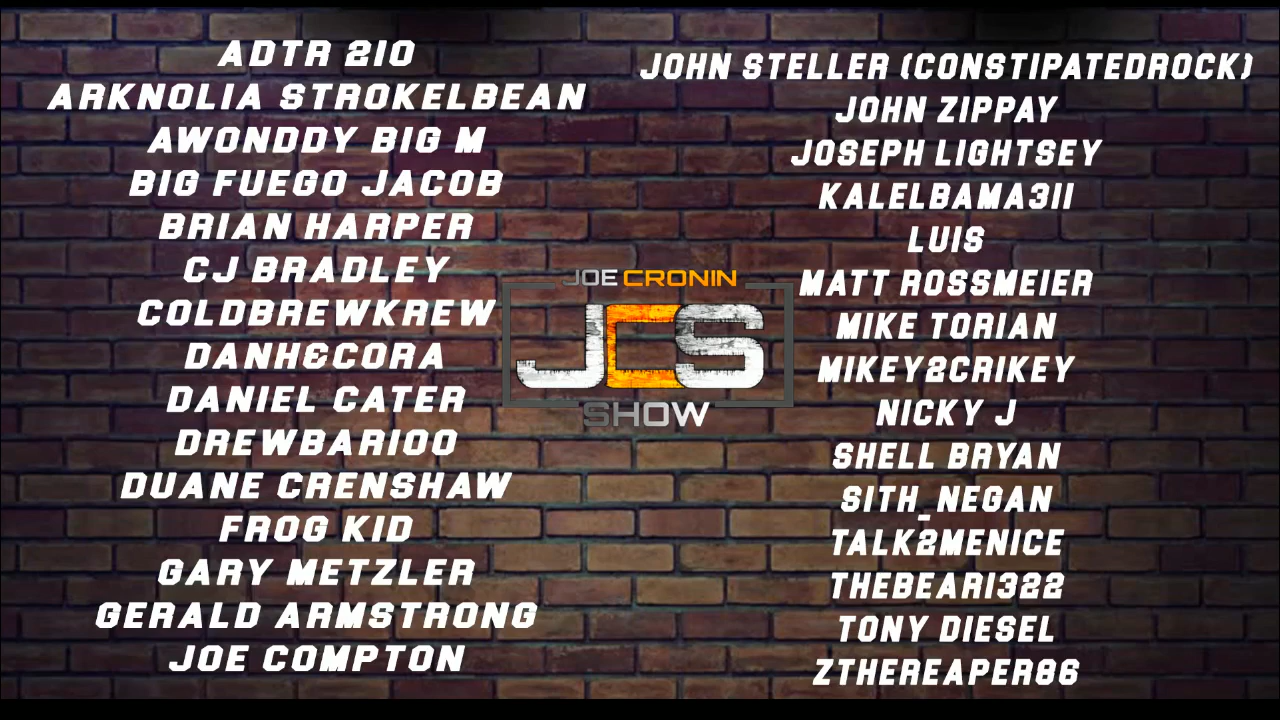 ADTR 210
ARKNOLIA STROKELBEAN
AWONDDY BIG M
BIG FUEGO JACOB
BRIAN HARPER
CJ BRADLEY
COLDBREWKREW
DANH&CORA
DANIEL CATER
DREWBAR100
DUANE CRENSHAW
FROG KID
GARY METZLER
GERALD ARMSTRONG
JOE COMPTON
JOE CRONIN
JCS
SHOW
JOHN STELLER (CONSTIPATEDROCK)
JOHN ZIPPAY
JOSEPH LIGHTSEY
KALELBAMA311
LUIS
MATT ROSSMEIER
MIKE TORIAN
MIKEY2CRIKEY
NICKY J
SHELL BRYAN
SITH_NEGAN
TALK2MENICE
THEBEAR1322
TONY DIESEL
ZTHEREAPER86